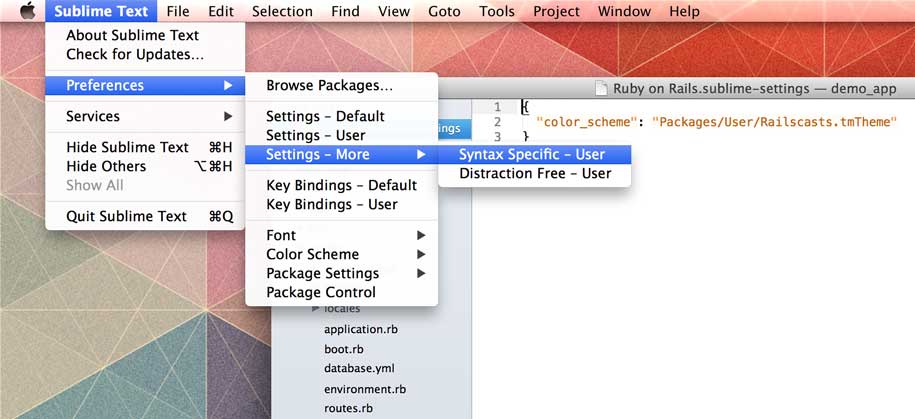 Sublime Text File Edit Selection Find View Goto Tools Project Window Help
About Sublime Text
Check for Updates...
Preferences
Services
Hide Sublime Text ⌘H
Hide Others ⌥⌘H
Show All
Quit Sublime Text ⌘Q
Browse Packages...
Settings – Default
Settings – User
Settings – More
Key Bindings – Default
Key Bindings – User
Font
Color Scheme
Package Settings
Package Control
Syntax Specific – User
Distraction Free – User
Ruby on Rails.sublime-settings — demo_app
1 {
2 "color_scheme": "Packages/User/Railscasts.tmTheme"
3 }
locales
application.rb
boot.rb
database.yml
environment.rb
routes.rb